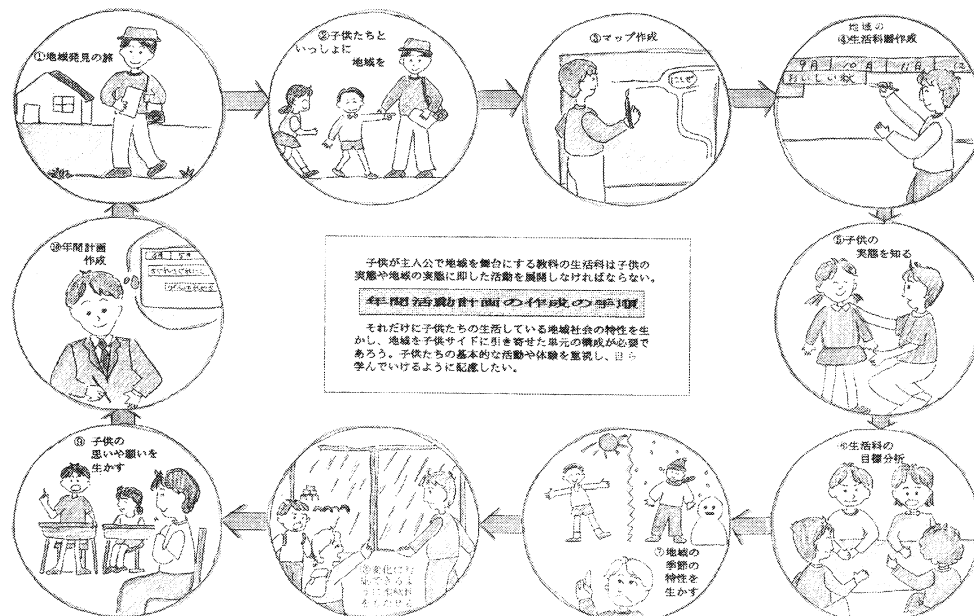 ①地域発見の旅
②子供たちと
いっしょに
地域を
③マップ作成
地域の
④生活科暦作成
9月 10月 11月 12
おいしい秋
⑤子供の
実態を知る
⑥生活科の
目標分析
⑦地域の
季節の
特性を
生かす
⑧変化に対
応できるよ
⑨子供の
思いや願いを
生かす
⑩年間計画
作成
子供が主人公で地域を舞台にする教科の生活科は子供の
実態や地域の実態に即した活動を展開しなければならない。
年間活動計画の作成の手順
それだけに子供たちの生活している地域社会の特性を生
かし、地域を子供サイドに引き寄せた単元の構成が必要で
あろう。子供たちの基本的な活動や体験を重視し、自ら
学んでいけるように配慮したい。